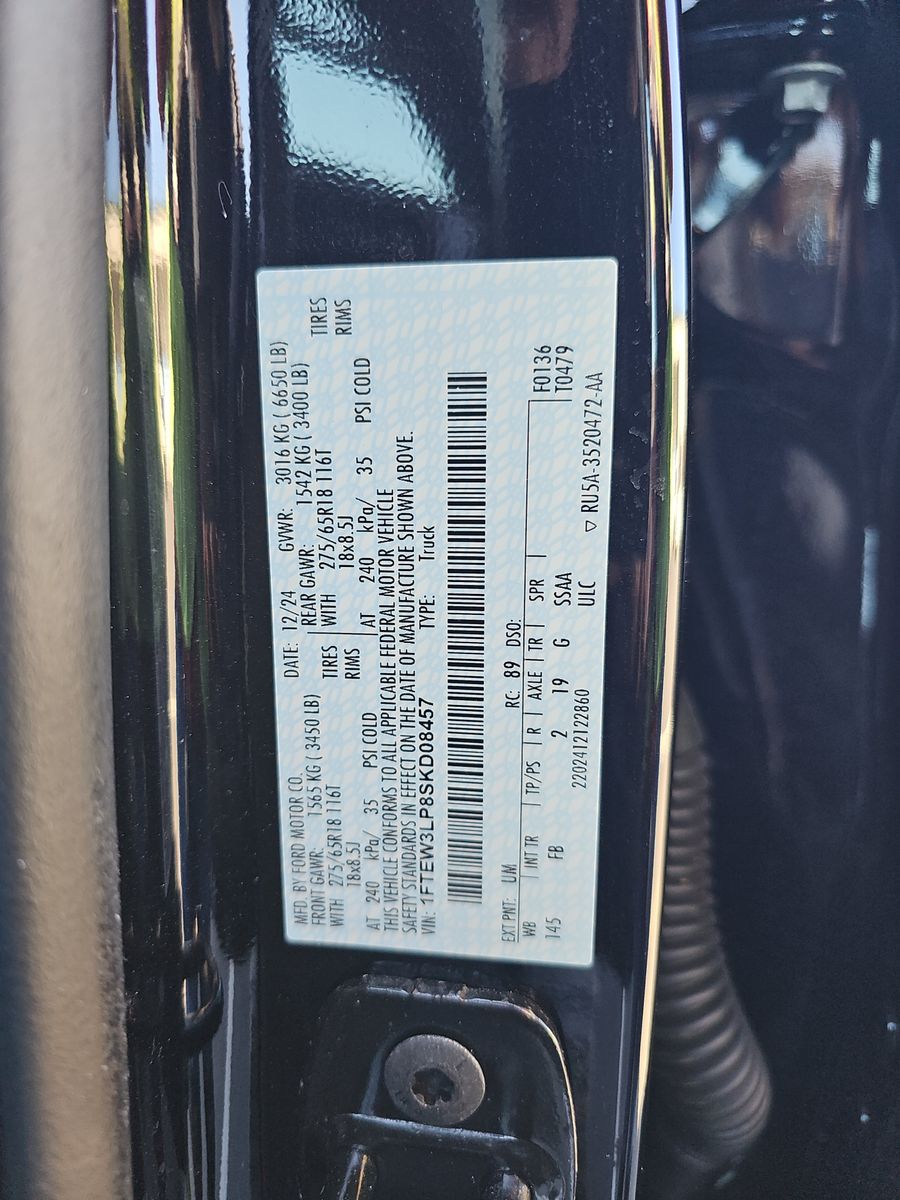 MFD. BY FORD MOTOR CO.
DATE: 12/24 GVWR: 3016 KG ( 6650 LB)
FRONT GAWR: 1565 KG ( 3450 LB) REAR GAWR: 1542 KG ( 3400 LB)
WITH 275/65R18 116T TIRES WITH 275/65R18 116T TIRES
18x8.5J RIMS 18x8.5J RIMS
AT 240 kPa/ 35 PSI COLD AT 240 kPa/ 35 PSI COLD
THIS VEHICLE CONFORMS TO ALL APPLICABLE FEDERAL MOTOR VEHICLE
SAFETY STANDARDS IN EFFECT ON THE DATE OF MANUFACTURE SHOWN ABOVE.
VIN: 1FTEW3LP8SKD08457 TYPE: Truck
EXT PNT: UM RC: 89 DSO: F0136
WB INT TR TP/PS R AXLE TR SPR T0479
145 FB 2 19 G SSAA
ULC
2202412122860 ▽ RU5A-3520472-AA